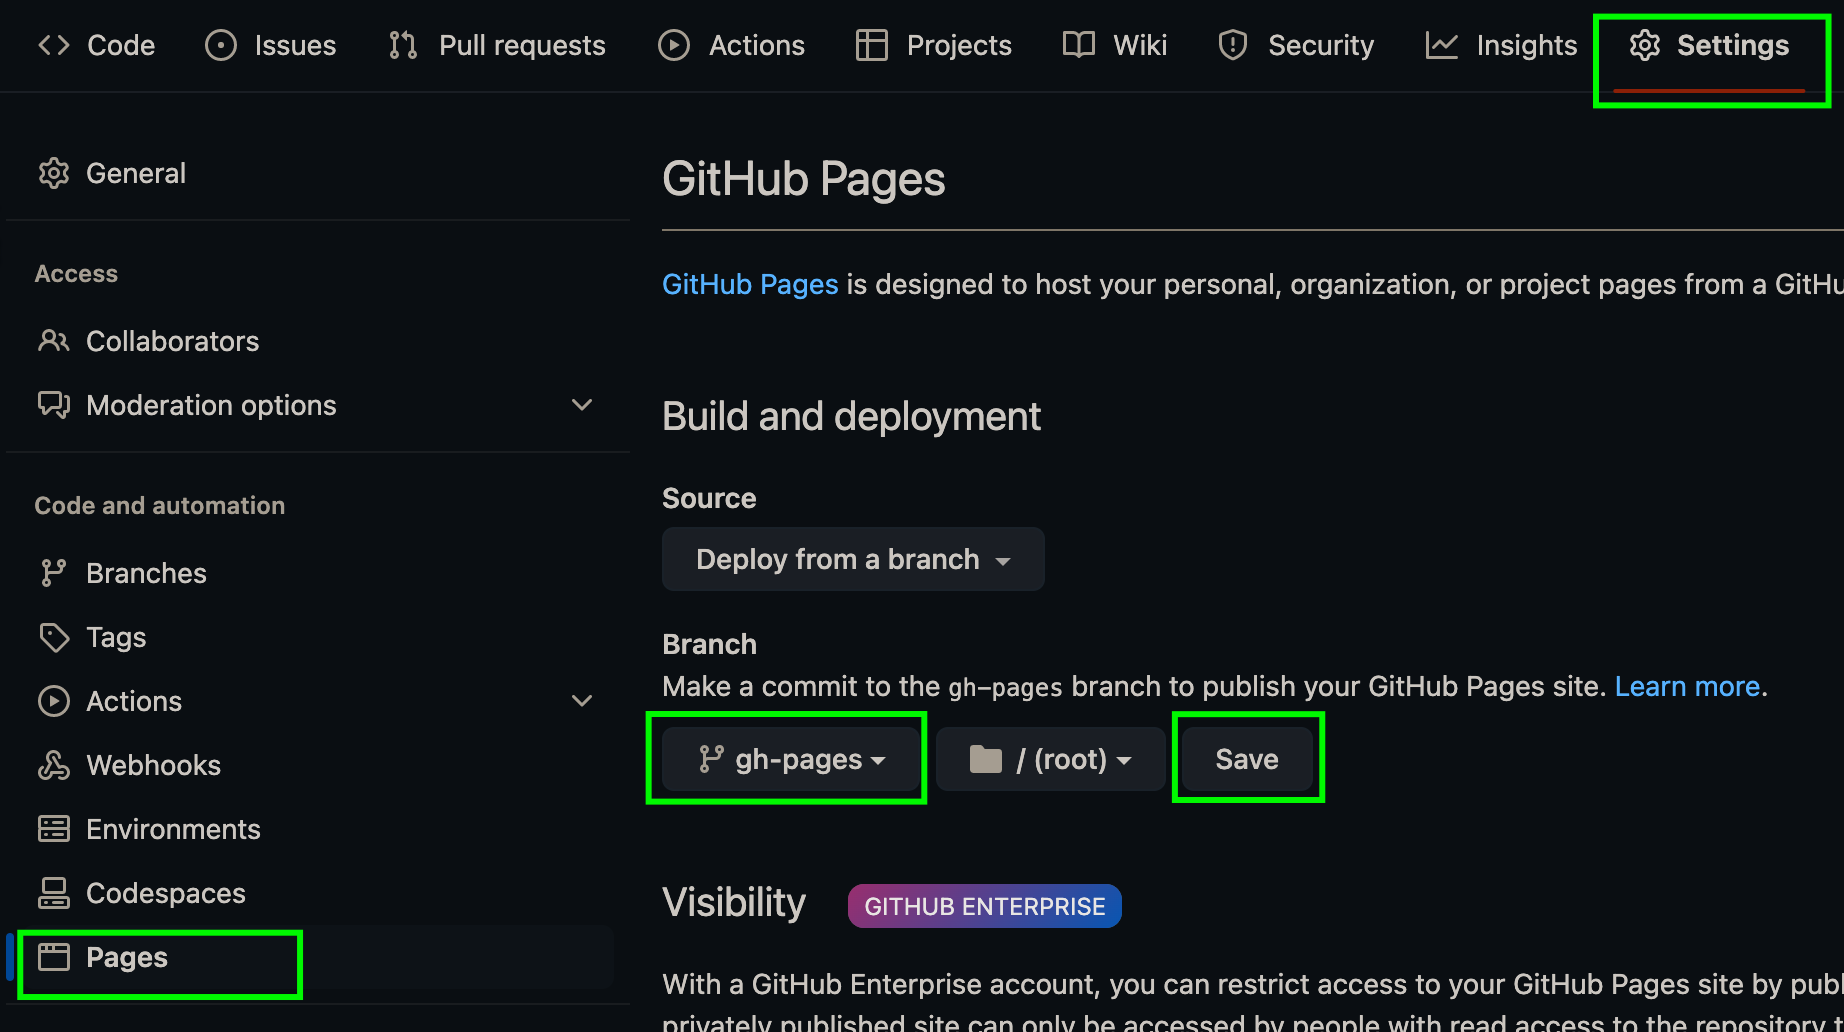 Code Issues Pull requests Actions Projects Wiki Security Insights Settings
General
Access
Collaborators
Moderation options
Code and automation
Branches
Tags
Actions
Webhooks
Environments
Codespaces
Pages
GitHub Pages
GitHub Pages is designed to host your personal, organization, or project pages from a GitHu
Build and deployment
Source
Deploy from a branch
Branch
Make a commit to the gh-pages branch to publish your GitHub Pages site. Learn more.
gh-pages / (root) Save
Visibility GITHUB ENTERPRISE
With a GitHub Enterprise account, you can restrict access to your GitHub Pages site by publ
privately published site can only be accessed by people with read access to the repository t